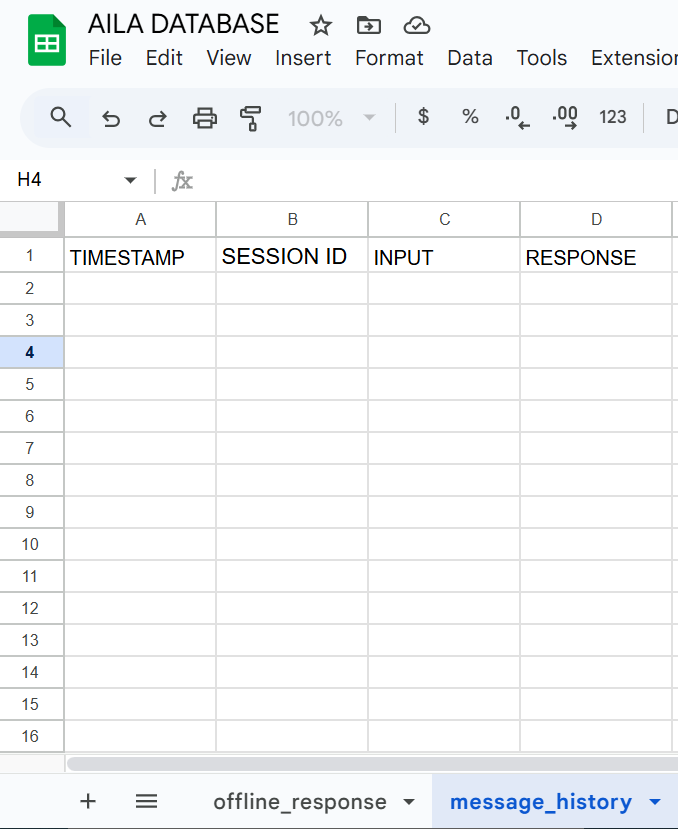 AILA DATABASE
File Edit View Insert Format Data Tools Extension
100% $ % .0 .00 123 D
H4 fx
A B C D
1 TIMESTAMP SESSION ID INPUT RESPONSE
2
3
4
5
6
7
8
9
10
11
12
13
14
15
16
+ offline_response message_history